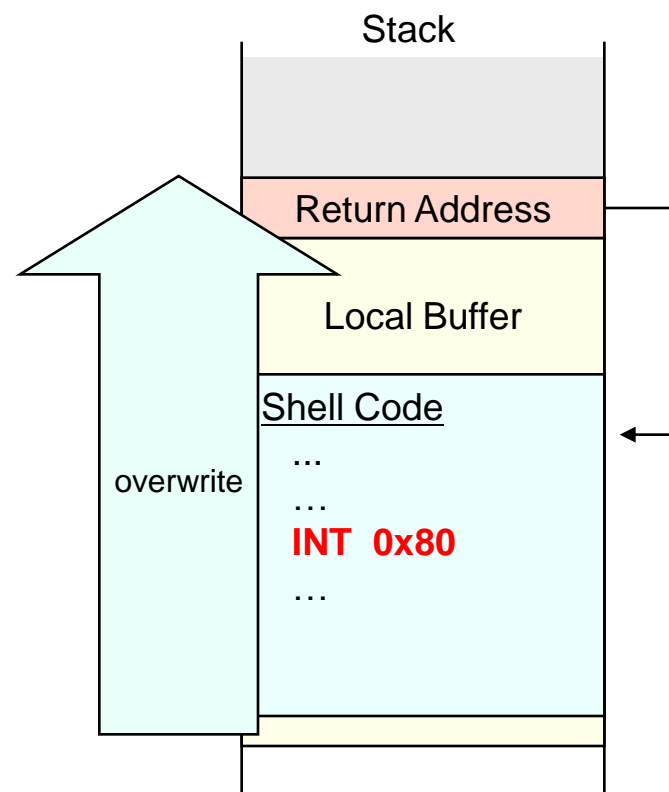 Stack
Return Address
Local Buffer
Shell Code
...
…
overwrite
INT 0x80
…